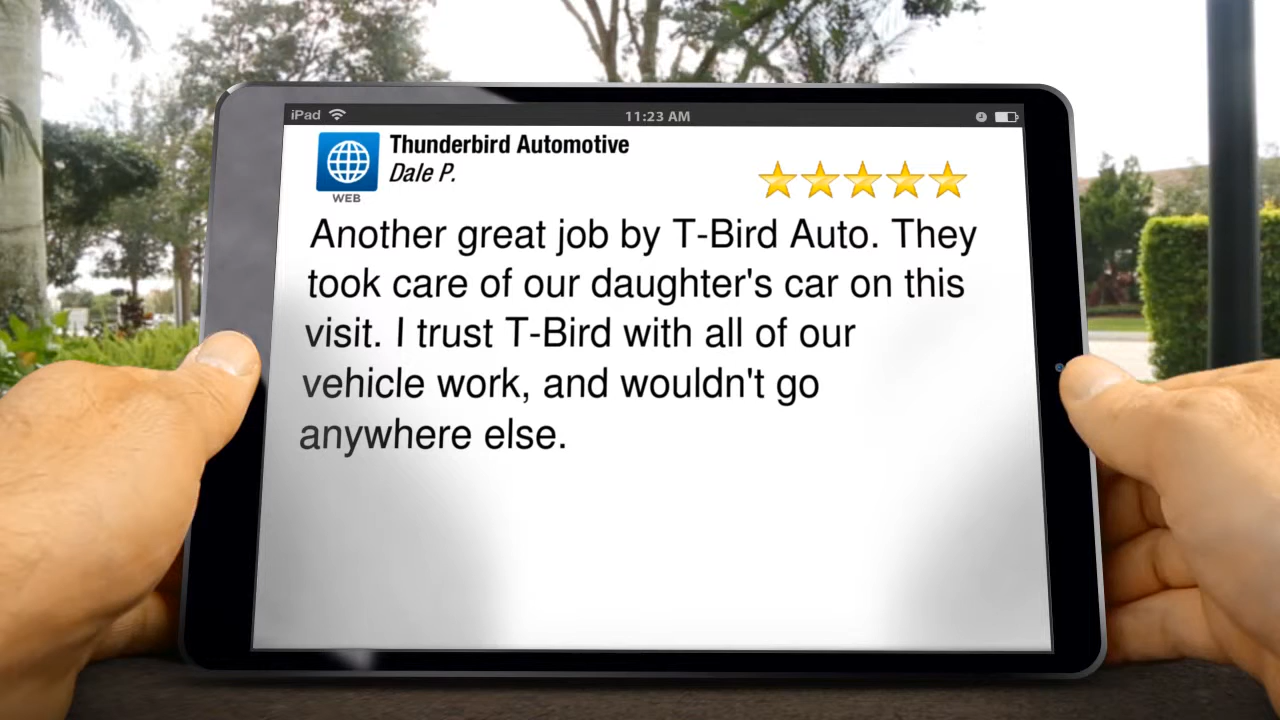 iPad 11:23 AM
Thunderbird Automotive
Dale P.
WEB
Another great job by T-Bird Auto. They
took care of our daughter's car on this
visit. I trust T-Bird with all of our
vehicle work, and wouldn't go
anywhere else.